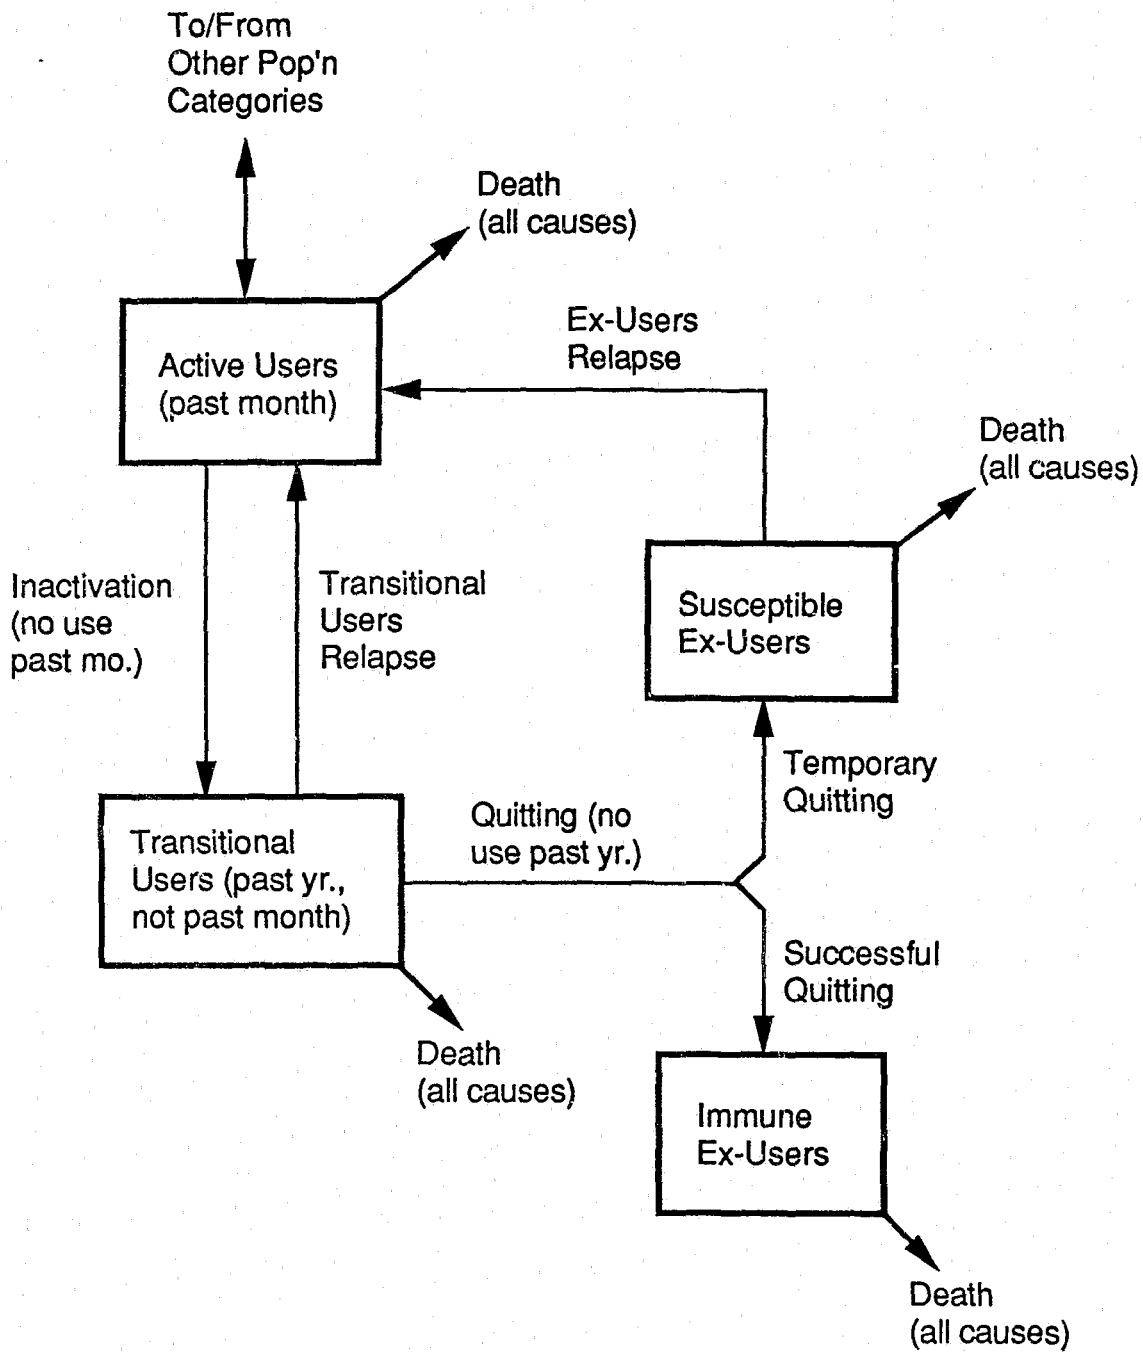 To/From
Other Pop'n
Categories
Death
(all causes)
Ex-Users
Relapse
Active Users
(past month)
Death
(all causes)
Inactivation
(no use
past mo.)
Transitional
Users
Relapse
Susceptible
Ex-Users
Temporary
Quitting
Quitting (no
use past yr.)
Transitional
Users (past yr.,
not past month)
Successful
Quitting
Death
(all causes)
Immune
Ex-Users
Death
(all causes)